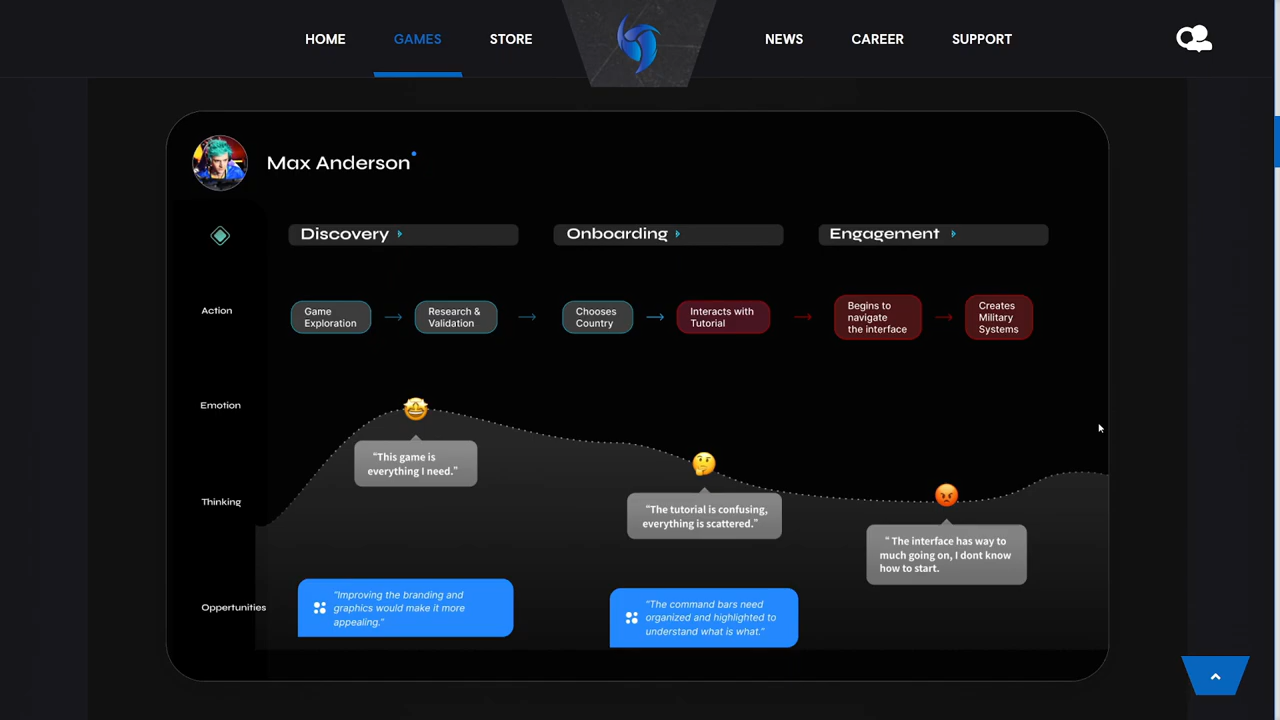 HOME
GAMES
STORE
NEWS
CAREER
SUPPORT
Max Anderson
Discovery
Onboarding
Engagement
Action
Game
Exploration
Research &
Validation
Chooses
Country
Interacts with
Tutorial
Begins to
navigate
the interface
Creates
Military
Systems
Emotion
“This game is
everything I need.”
Thinking
“The tutorial is confusing,
everything is scattered.”
“ The interface has way to
much going on, I dont know
how to start.
Oppertunities
“Improving the branding and
graphics would make it more
appealing.”
“The command bars need
organized and highlighted to
understand what is what.”